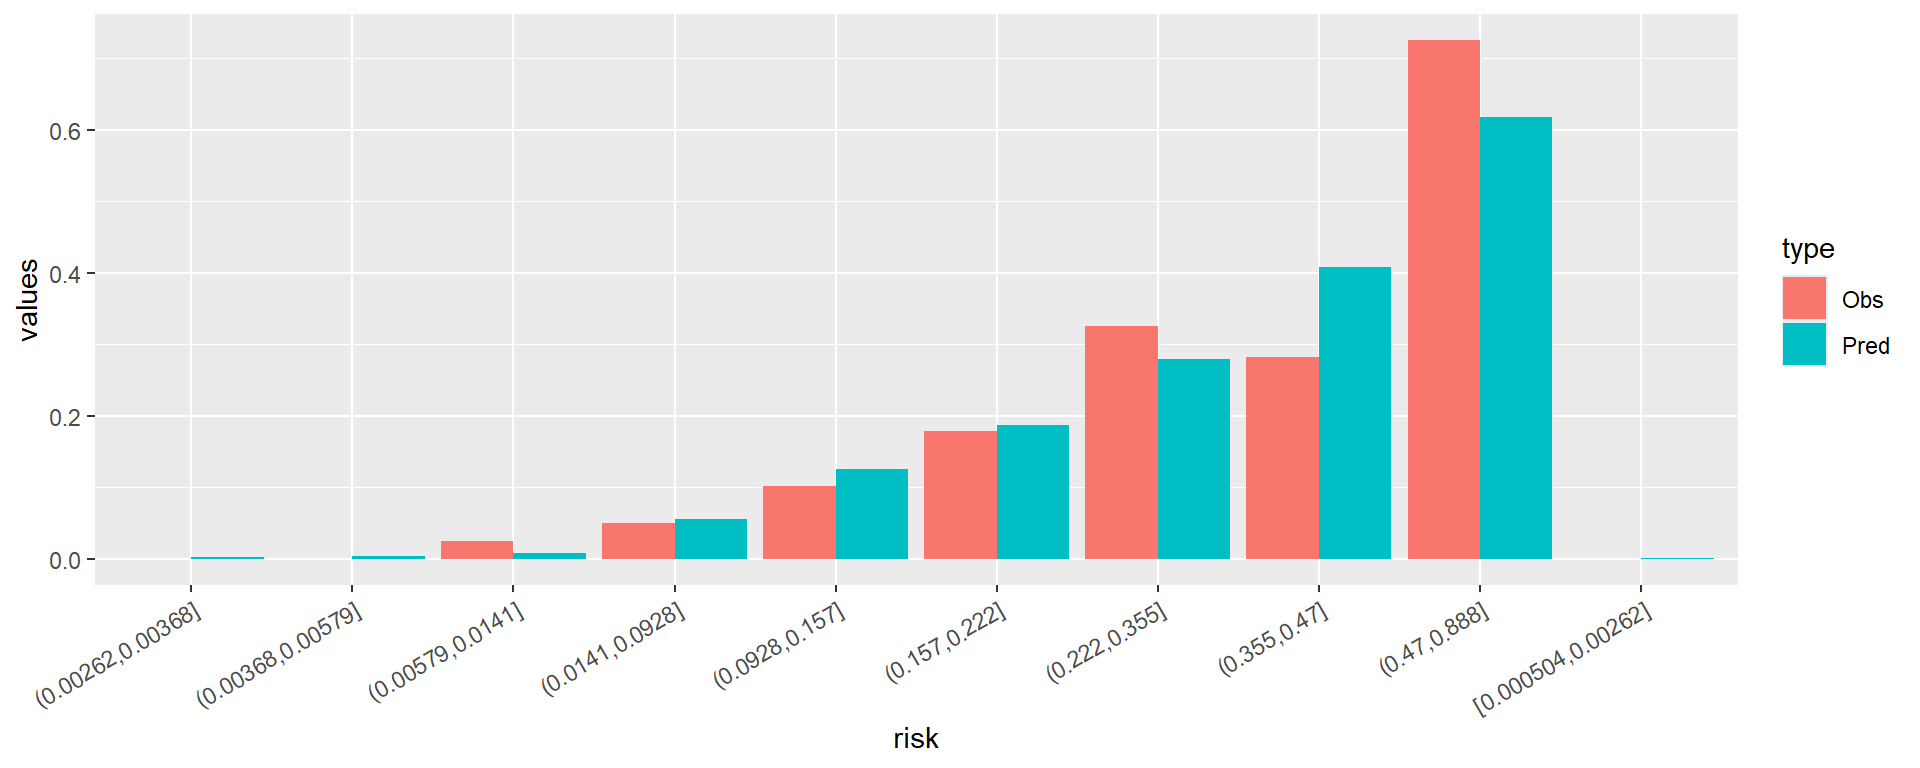 values
0.6
0.4
0.2
0.0
(0.00262,0.00368]
(0.00368,0.00579]
(0.00579,0.0141]
(0.0141,0.0928]
(0.0928,0.157]
(0.157,0.222]
(0.222,0.355]
(0.355,0.47]
(0.47,0.888]
[0.000504,0.00262]
risk
type
Obs
Pred